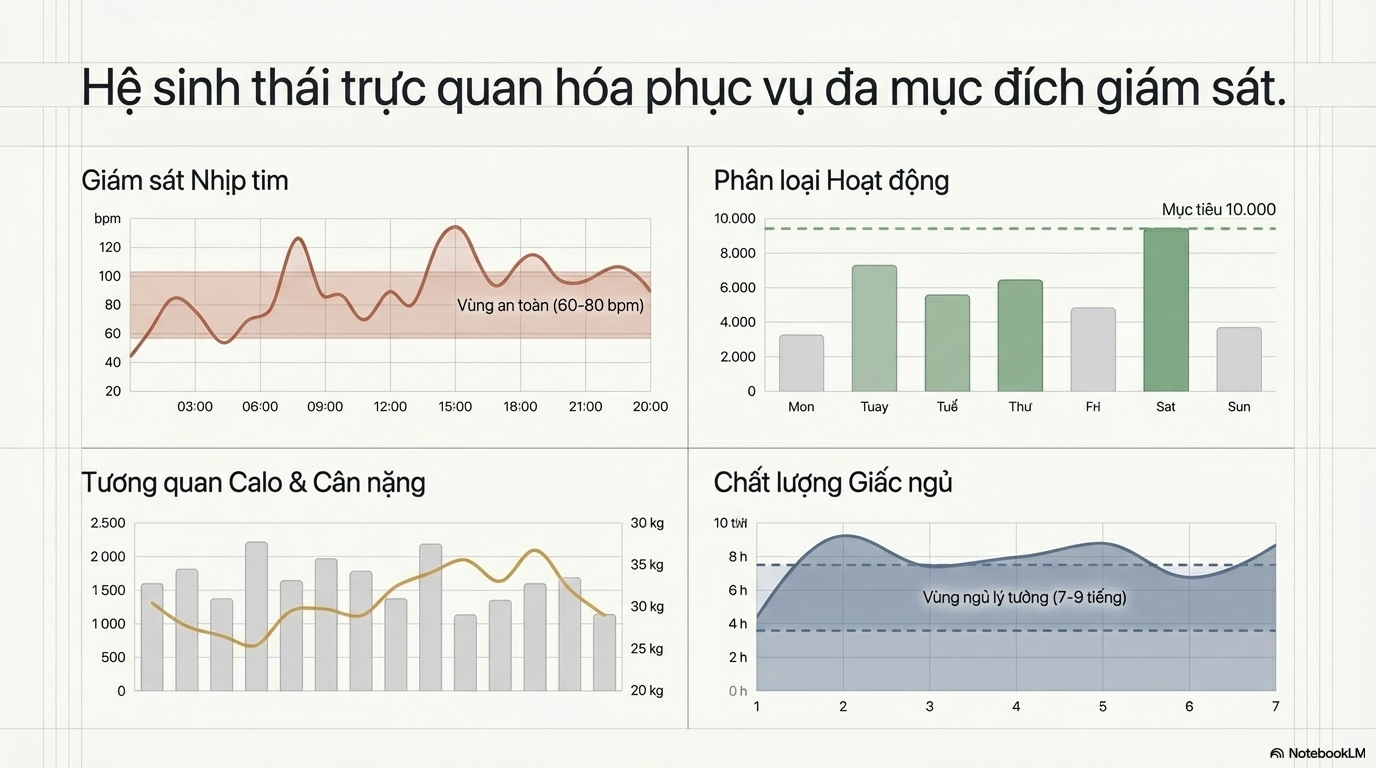 Hệ sinh thái trực quan hóa phục vụ đa mục đích giám sát.
Giám sát Nhịp tim
bpm
120
100
80
60
40
20
Vùng an toàn (60-80 bpm)
03:00 06:00 09:00 12:00 15:00 18:00 21:00 20:00
Phân loại Hoạt động
Mục tiêu 10.000
10.000
8.000
6.000
4.000
2.000
0
Mon Tuay Tuế Thư FH Sat Sun
Tương quan Calo & Cân nặng
2.500
2 000
1500
1 000
500
0
30 kg
35 kg
30 kg
25 kg
20 kg
Chất lượng Giấc ngủ
10
8 h
6 h
4 h
2 h
0 h
Vùng ngủ lý tưởng (7-9 tiếng)
1 2 3 4 5 6 7
NotebookLM